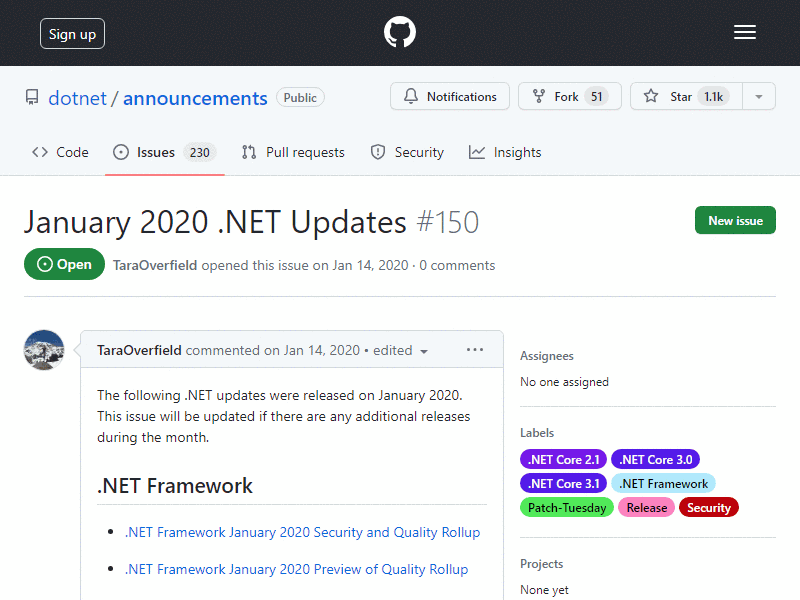 Sign up
dotnet / announcements Public
Notifications
Fork 51
Star 1.1k
Code
Issues 230
Pull requests
Security
Insights
January 2020 .NET Updates #150
New issue
Open
TaraOverfield opened this issue on Jan 14, 2020 · 0 comments
TaraOverfield commented on Jan 14, 2020 • edited
The following .NET updates were released on January 2020.
This issue will be updated if there are any additional releases
during the month.
.NET Framework
• .NET Framework January 2020 Security and Quality Rollup
• .NET Framework January 2020 Preview of Quality Rollup
Assignees
No one assigned
Labels
.NET Core 2.1 .NET Core 3.0
.NET Core 3.1 .NET Framework
Patch-Tuesday Release Security
Projects
None yet